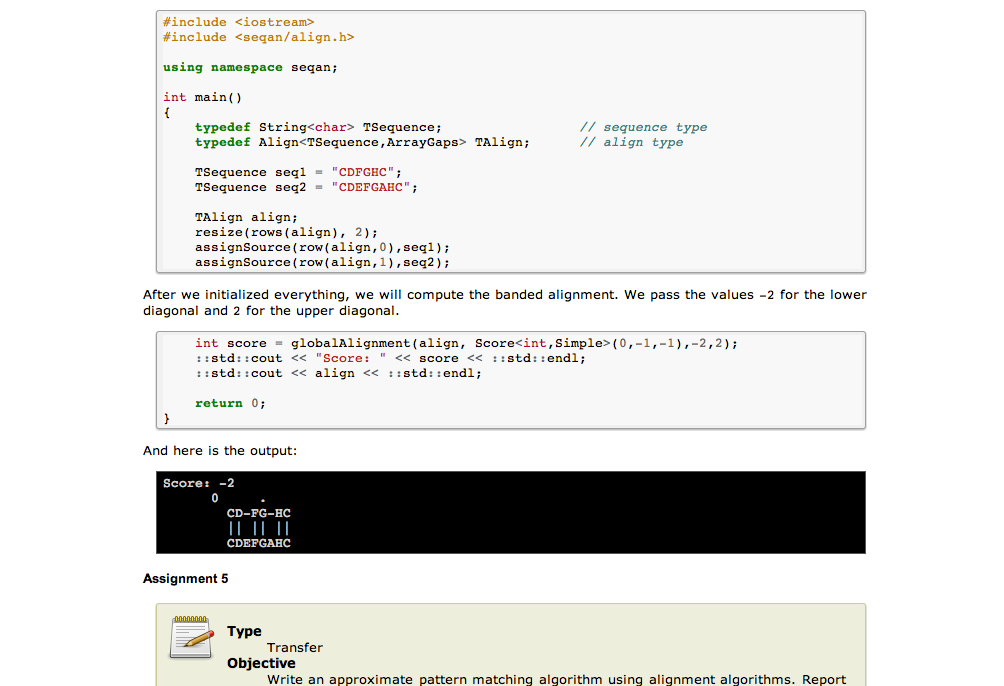 #include <iostream>
#include <seqan/align.h>
using namespace seqan;
int main()
{
typedef String<char> TSequence; // sequence type
typedef Align<TSequence,ArrayGaps> TAlign; // align type
TSequence seq1 = "CDFGHC";
TSequence seq2 = "CDEFGAHC";
TAlign align;
resize(rows(align), 2);
assignSource(row(align,0),seq1);
assignSource(row(align,1),seq2);
After we initialized everything, we will compute the banded alignment. We pass the values -2 for the lower
diagonal and 2 for the upper diagonal.
int score = globalAlignment(align, Score<int,Simple>(0,-1,-1),-2,2);
::std::cout << "Score: " << score << ::std::endl;
::std::cout << align << ::std::endl;
return 0;
}
And here is the output:
Score: -2
0 .
CD-FG-HC
|| || ||
CDEFGAHC
Assignment 5
Type
Transfer
Objective
Write an approximate pattern matching algorithm using alignment algorithms. Report